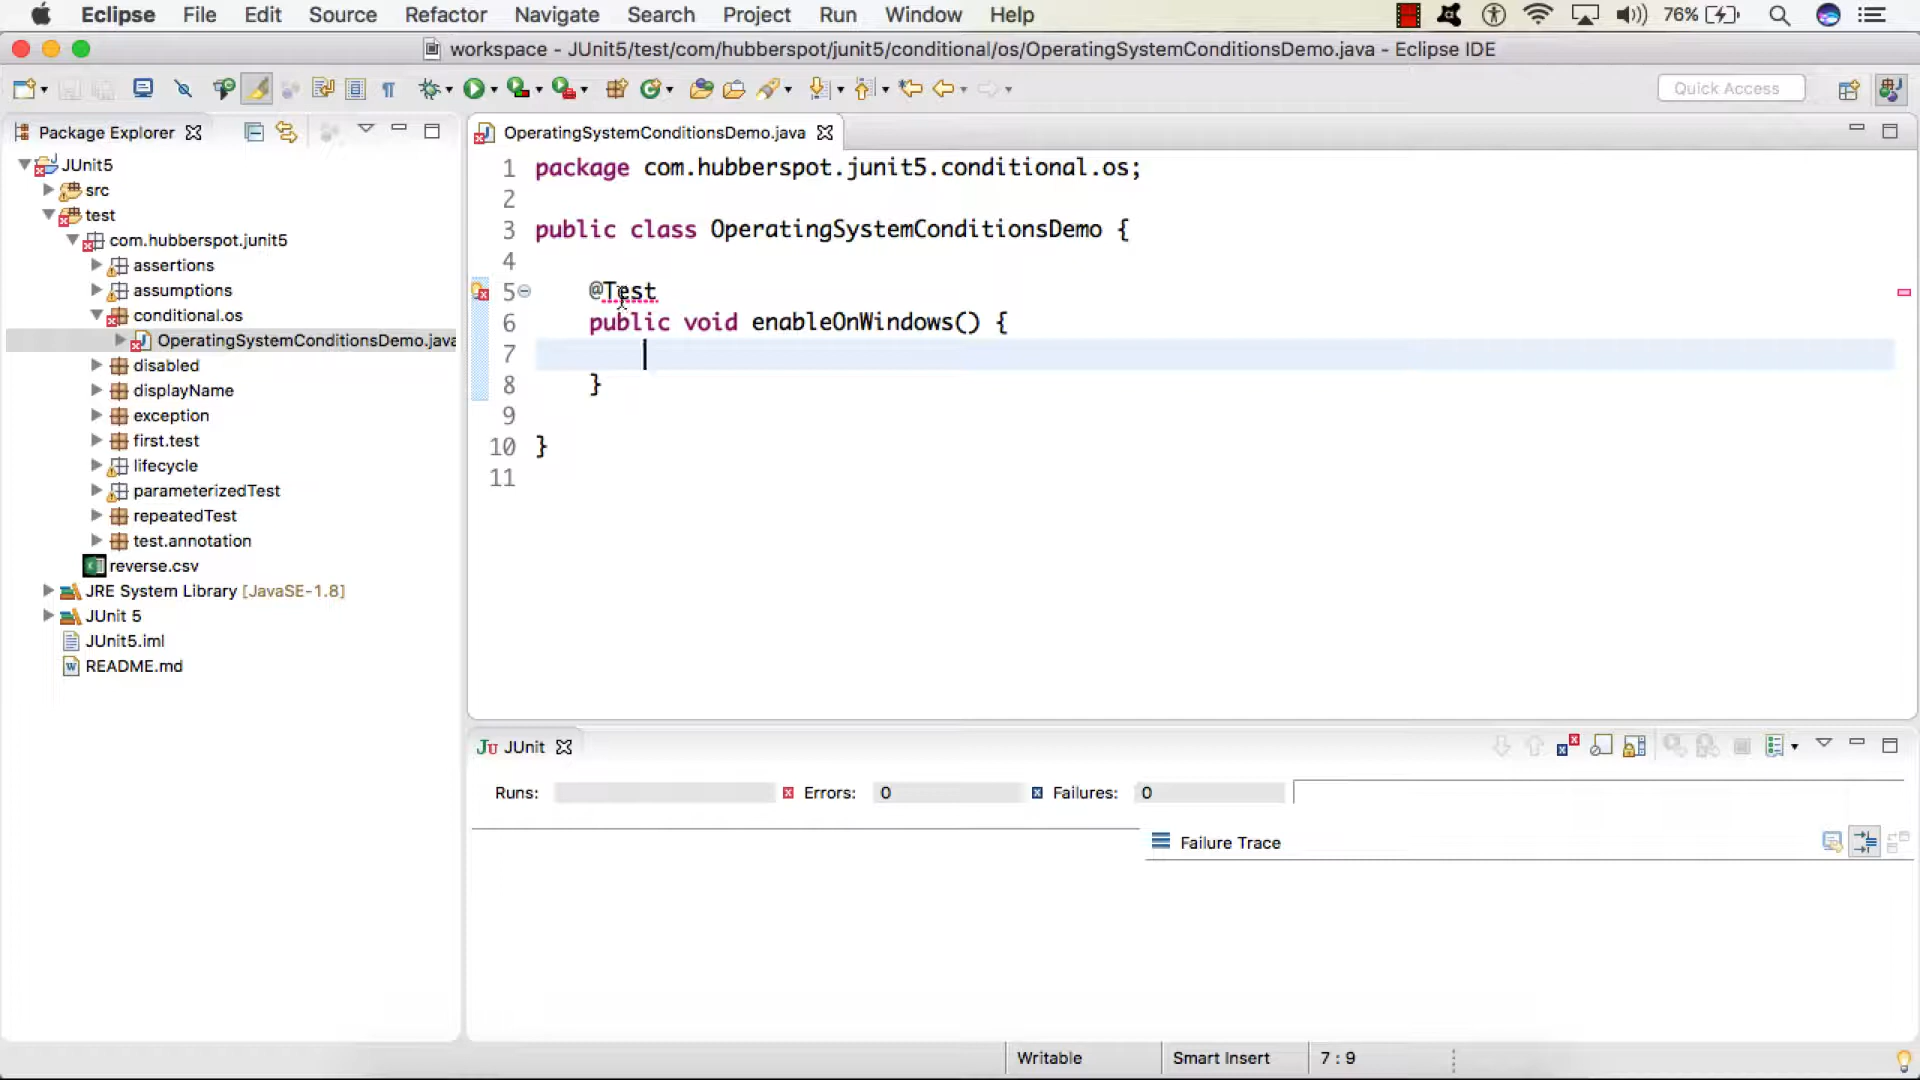 Eclipse File Edit Source Refactor Navigate Search Project Run Window Help 76%
workspace - JUnit5/test/com/hubberspot/junit5/conditional/os/OperatingSystemConditionsDemo.java - Eclipse IDE
Quick Access
Package Explorer
JUnit5
src
test
com.hubberspot.junit5
assertions
assumptions
conditional.os
OperatingSystemConditionsDemo.java
disabled
displayName
exception
first.test
lifecycle
parameterizedTest
repeatedTest
test.annotation
reverse.csv
JRE System Library [JavaSE-1.8]
JUnit 5
JUnit5.iml
README.md
OperatingSystemConditionsDemo.java
1 package com.hubberspot.junit5.conditional.os;
2
3 public class OperatingSystemConditionsDemo {
4
5 @Test
6 public void enableOnWindows() {
7
8 }
9
10 }
11
Ju JUnit
Runs: Errors: 0 Failures: 0
Failure Trace
Writable Smart Insert 7 : 9